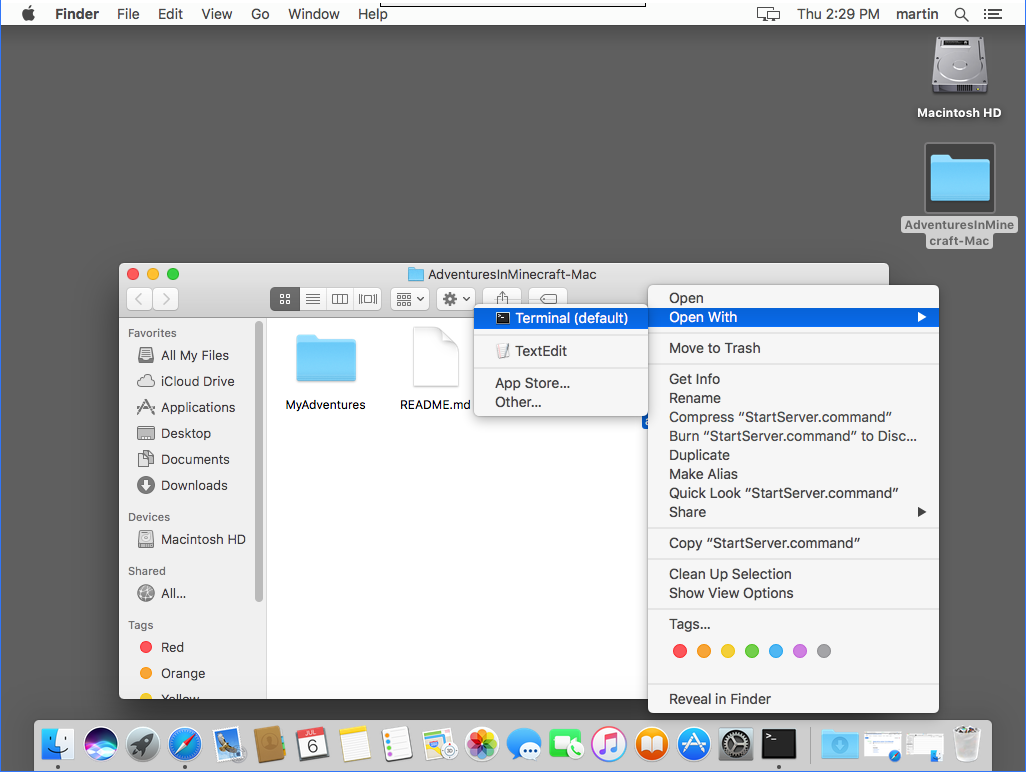 Finder File Edit View Go Window Help Thu 2:29 PM martin
Macintosh HD
AdventuresInMine
craft-Mac
AdventuresInMinecraft-Mac
Favorites
All My Files
iCloud Drive
Applications
Desktop
Documents
Downloads
Devices
Macintosh HD
Shared
All...
Tags
Red
Orange
Yellow
MyAdventures
README.md
Terminal (default)
TextEdit
App Store...
Other...
Open
Open With
Move to Trash
Get Info
Rename
Compress “StartServer.command”
Burn “StartServer.command” to Disc...
Duplicate
Make Alias
Quick Look “StartServer.command”
Share
Copy “StartServer.command”
Clean Up Selection
Show View Options
Tags...
Reveal in Finder
JUL
6